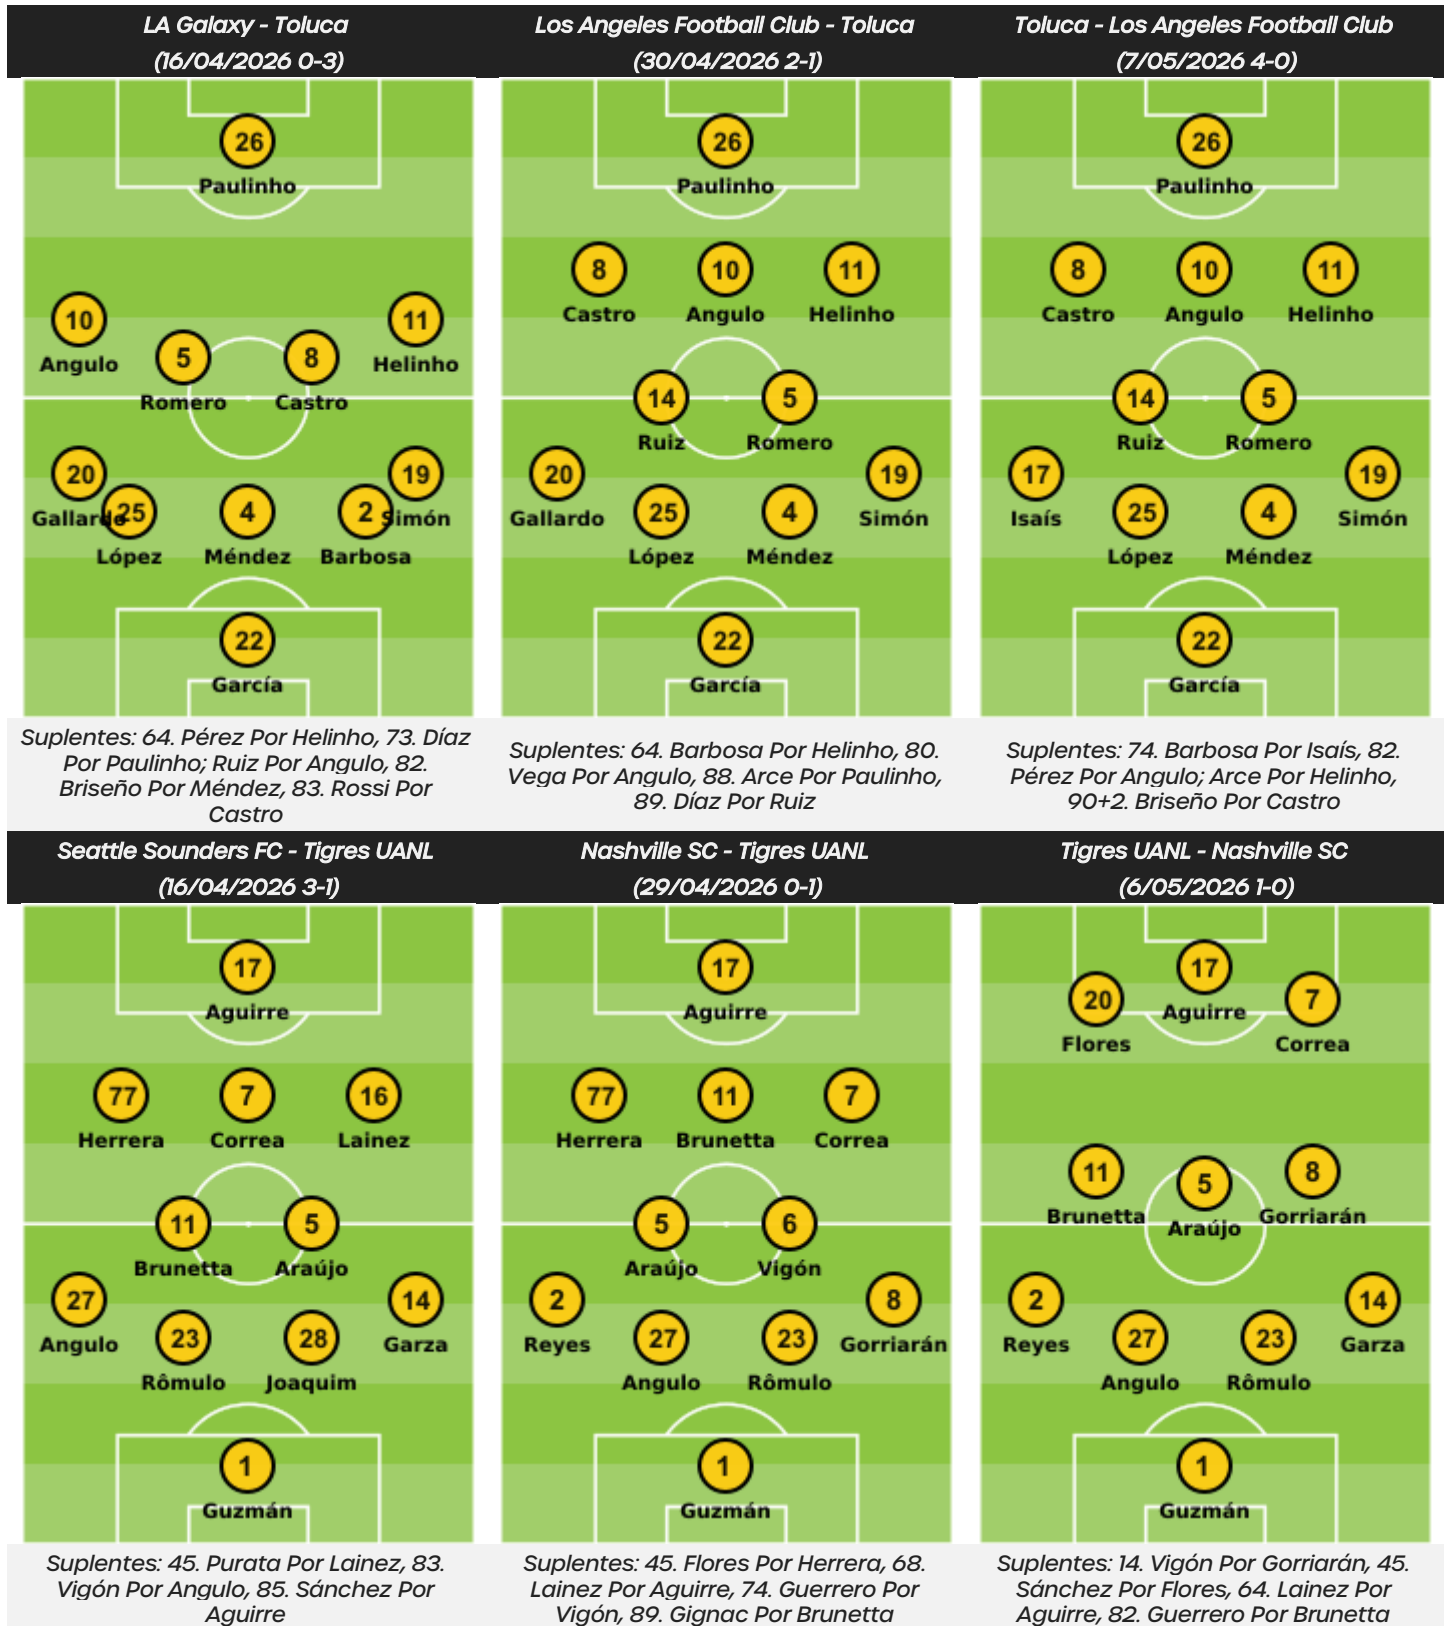 LA Galaxy - Toluca
(16/04/2026 0-3)
26
Paulinho
10
Angulo
11
Helinho
5
Romero
8
Castro
20
Gallardo
19
Simón
25
López
4
Méndez
2
Barbosa
22
García
Suplentes: 64. Pérez Por Helinho, 73. Díaz
Por Paulinho; Ruiz Por Angulo, 82.
Briseño Por Méndez, 83. Rossi Por
Castro
Los Angeles Football Club - Toluca
(30/04/2026 2-1)
26
Paulinho
8
Castro
10
Angulo
11
Helinho
14
Ruiz
5
Romero
20
Gallardo
19
Simón
25
López
4
Méndez
22
García
Suplentes: 64. Barbosa Por Helinho, 80.
Vega Por Angulo, 88. Arce Por Paulinho,
89. Díaz Por Ruiz
Toluca - Los Angeles Football Club
(7/05/2026 4-0)
26
Paulinho
8
Castro
10
Angulo
11
Helinho
14
Ruiz
5
Romero
17
Isaís
19
Simón
25
López
4
Méndez
22
García
Suplentes: 74. Barbosa Por Isaís, 82.
Pérez Por Angulo; Arce Por Helinho,
90+2. Briseño Por Castro
Seattle Sounders FC - Tigres UANL
(16/04/2026 3-1)
17
Aguirre
77
Herrera
7
Correa
16
Lainez
11
Brunetta
5
Araújo
27
Angulo
14
Garza
23
Rômulo
28
Joaquim
1
Guzmán
Suplentes: 45. Purata Por Lainez, 83.
Vigón Por Angulo, 85. Sánchez Por
Aguirre
Nashville SC - Tigres UANL
(29/04/2026 0-1)
17
Aguirre
77
Herrera
11
Brunetta
7
Correa
5
Araújo
6
Vigón
2
Reyes
8
Gorriarán
27
Angulo
23
Rômulo
1
Guzmán
Suplentes: 45. Flores Por Herrera, 68.
Lainez Por Aguirre, 74. Guerrero Por
Vigón, 89. Gignac Por Brunetta
Tigres UANL - Nashville SC
(6/05/2026 1-0)
17
Aguirre
20
Flores
7
Correa
11
Brunetta
5
Araújo
8
Gorriarán
2
Reyes
14
Garza
27
Angulo
23
Rômulo
1
Guzmán
Suplentes: 14. Vigón Por Gorriarán, 45.
Sánchez Por Flores, 64. Lainez Por
Aguirre, 82. Guerrero Por Brunetta